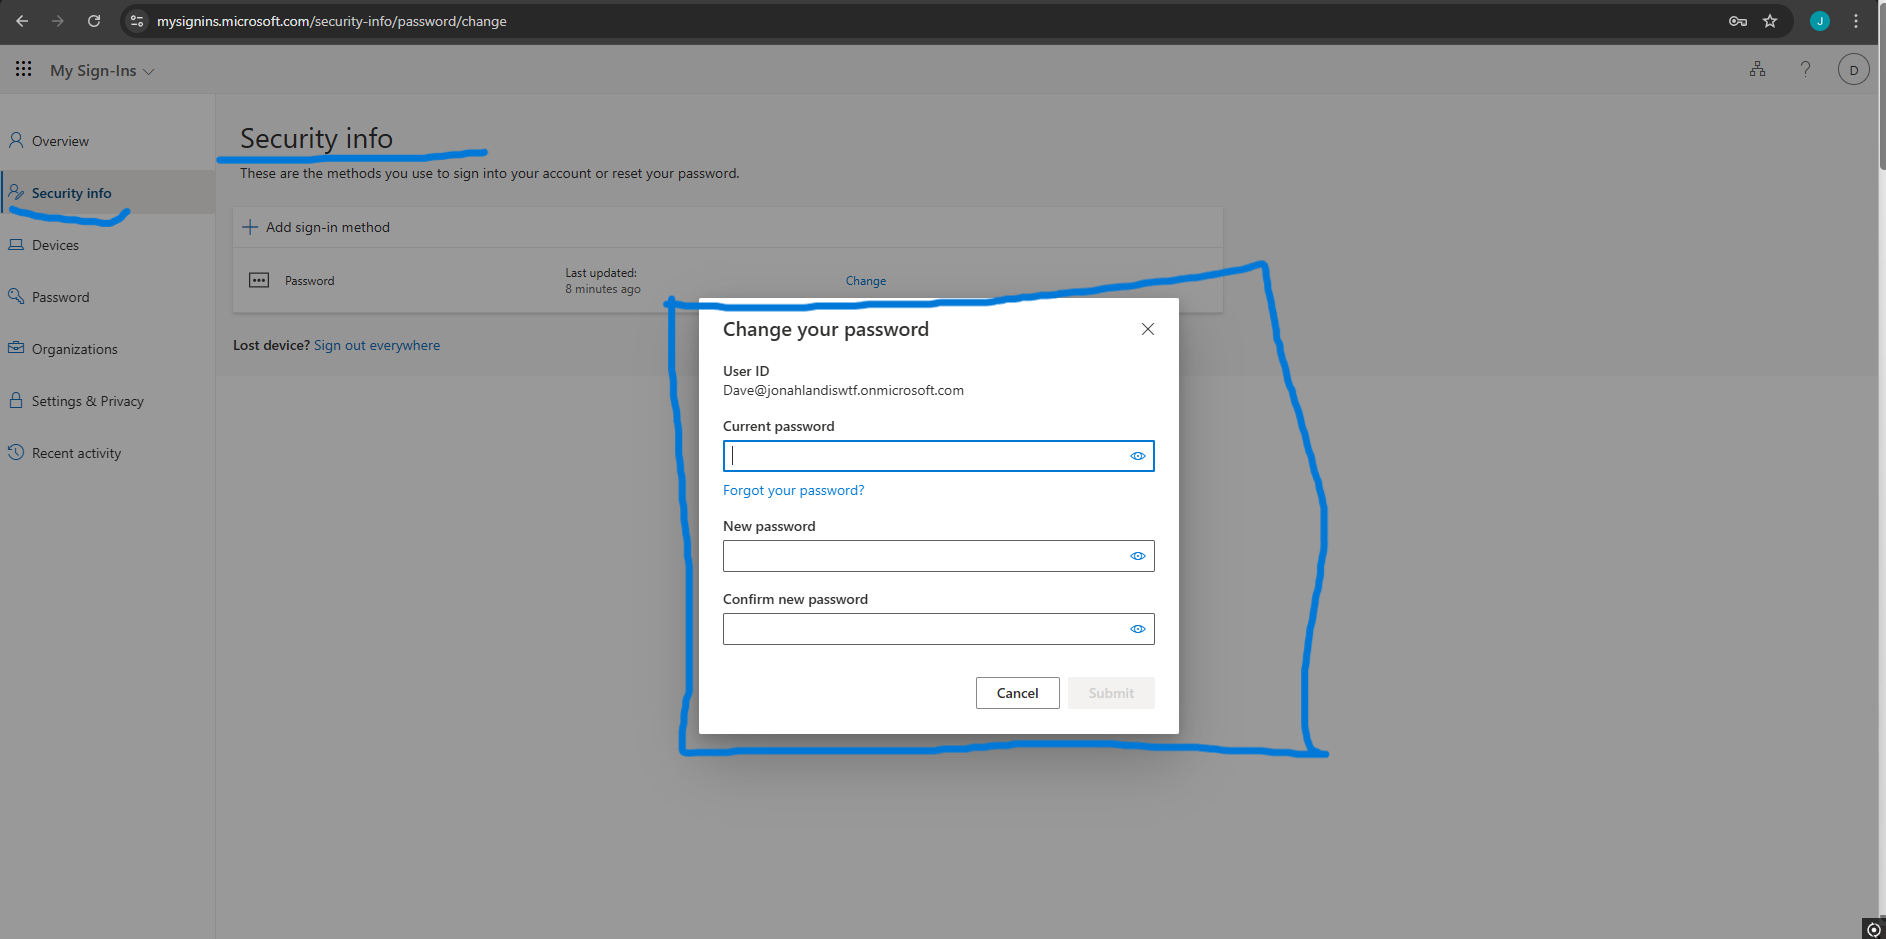 mysignins.microsoft.com/security-info/password/change
J
My Sign-Ins
?
D
Overview
Security info
Devices
Password
Organizations
Settings & Privacy
Recent activity
Security info
These are the methods you use to sign into your account or reset your password.
Add sign-in method
Password
Last updated:
8 minutes ago
Change
Lost device? Sign out everywhere
Change your password
User ID
Dave@jonahlandiswtf.onmicrosoft.com
Current password
Forgot your password?
New password
Confirm new password
Cancel
Submit